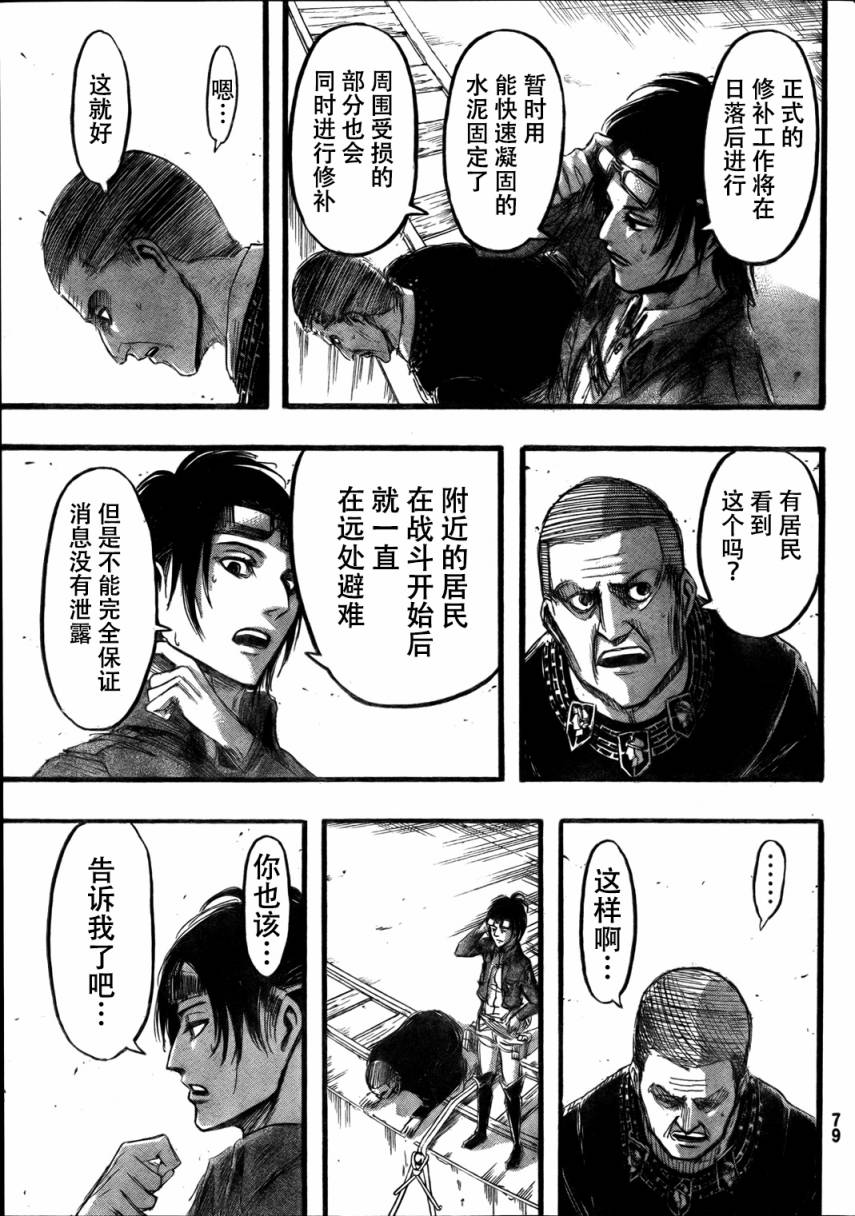 正式的
修补工作将在
日落后进行
暂时用
能快速凝固的
水泥固定了
周围受损的
部分也会
同时进行修补
嗯…
这就好
有居民
看到
这个吗？
附近的居民
在战斗开始后
就一直
在远处避难
但是不能完全保证
消息没有泄露
……
这样啊…
你也该…
告诉我了吧…
79